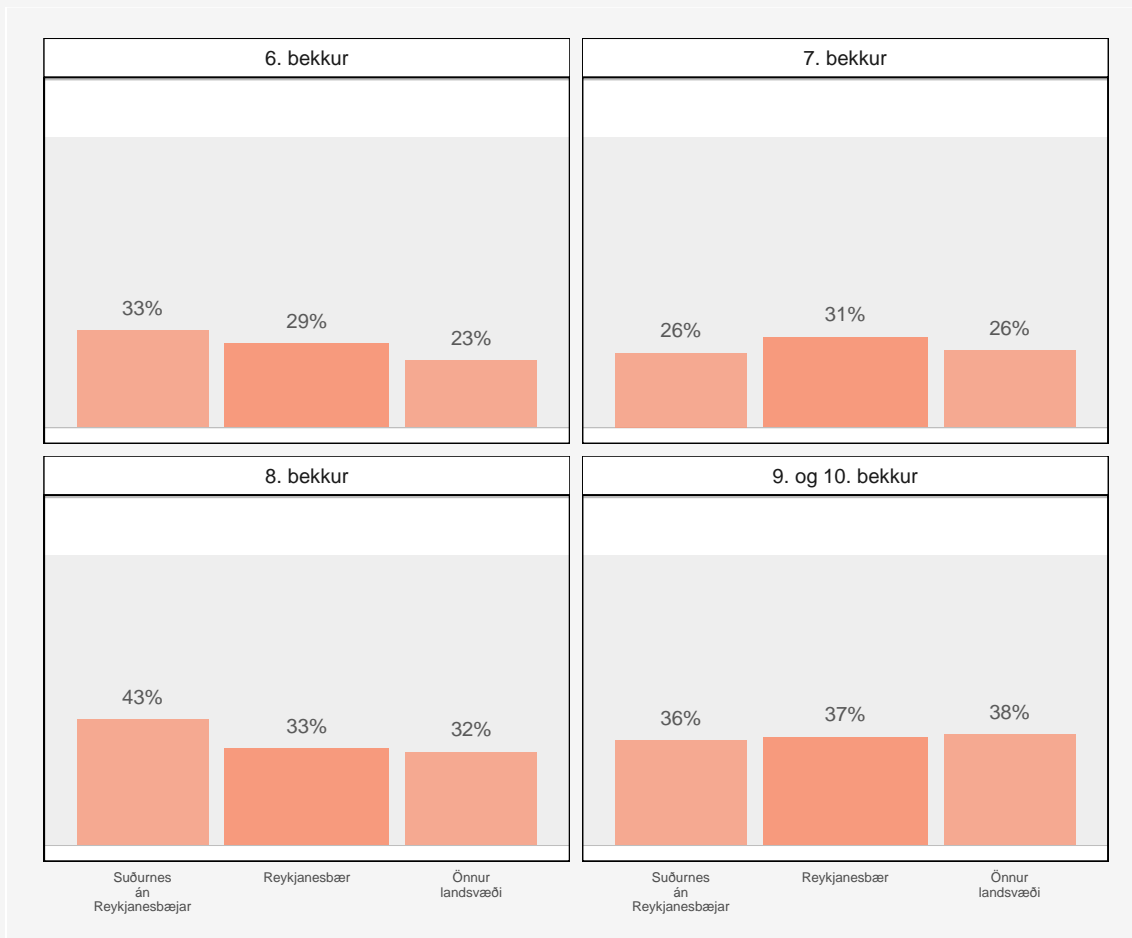 6. bekkur
33%
29%
23%
7. bekkur
26%
31%
26%
8. bekkur
43%
33%
32%
9. og 10. bekkur
36%
37%
38%
Suðurnes
án
Reykjanesbæjar
Reykjanesbær
Önnur
landsvæði
Suðurnes
án
Reykjanesbæjar
Reykjanesbær
Önnur
landsvæði